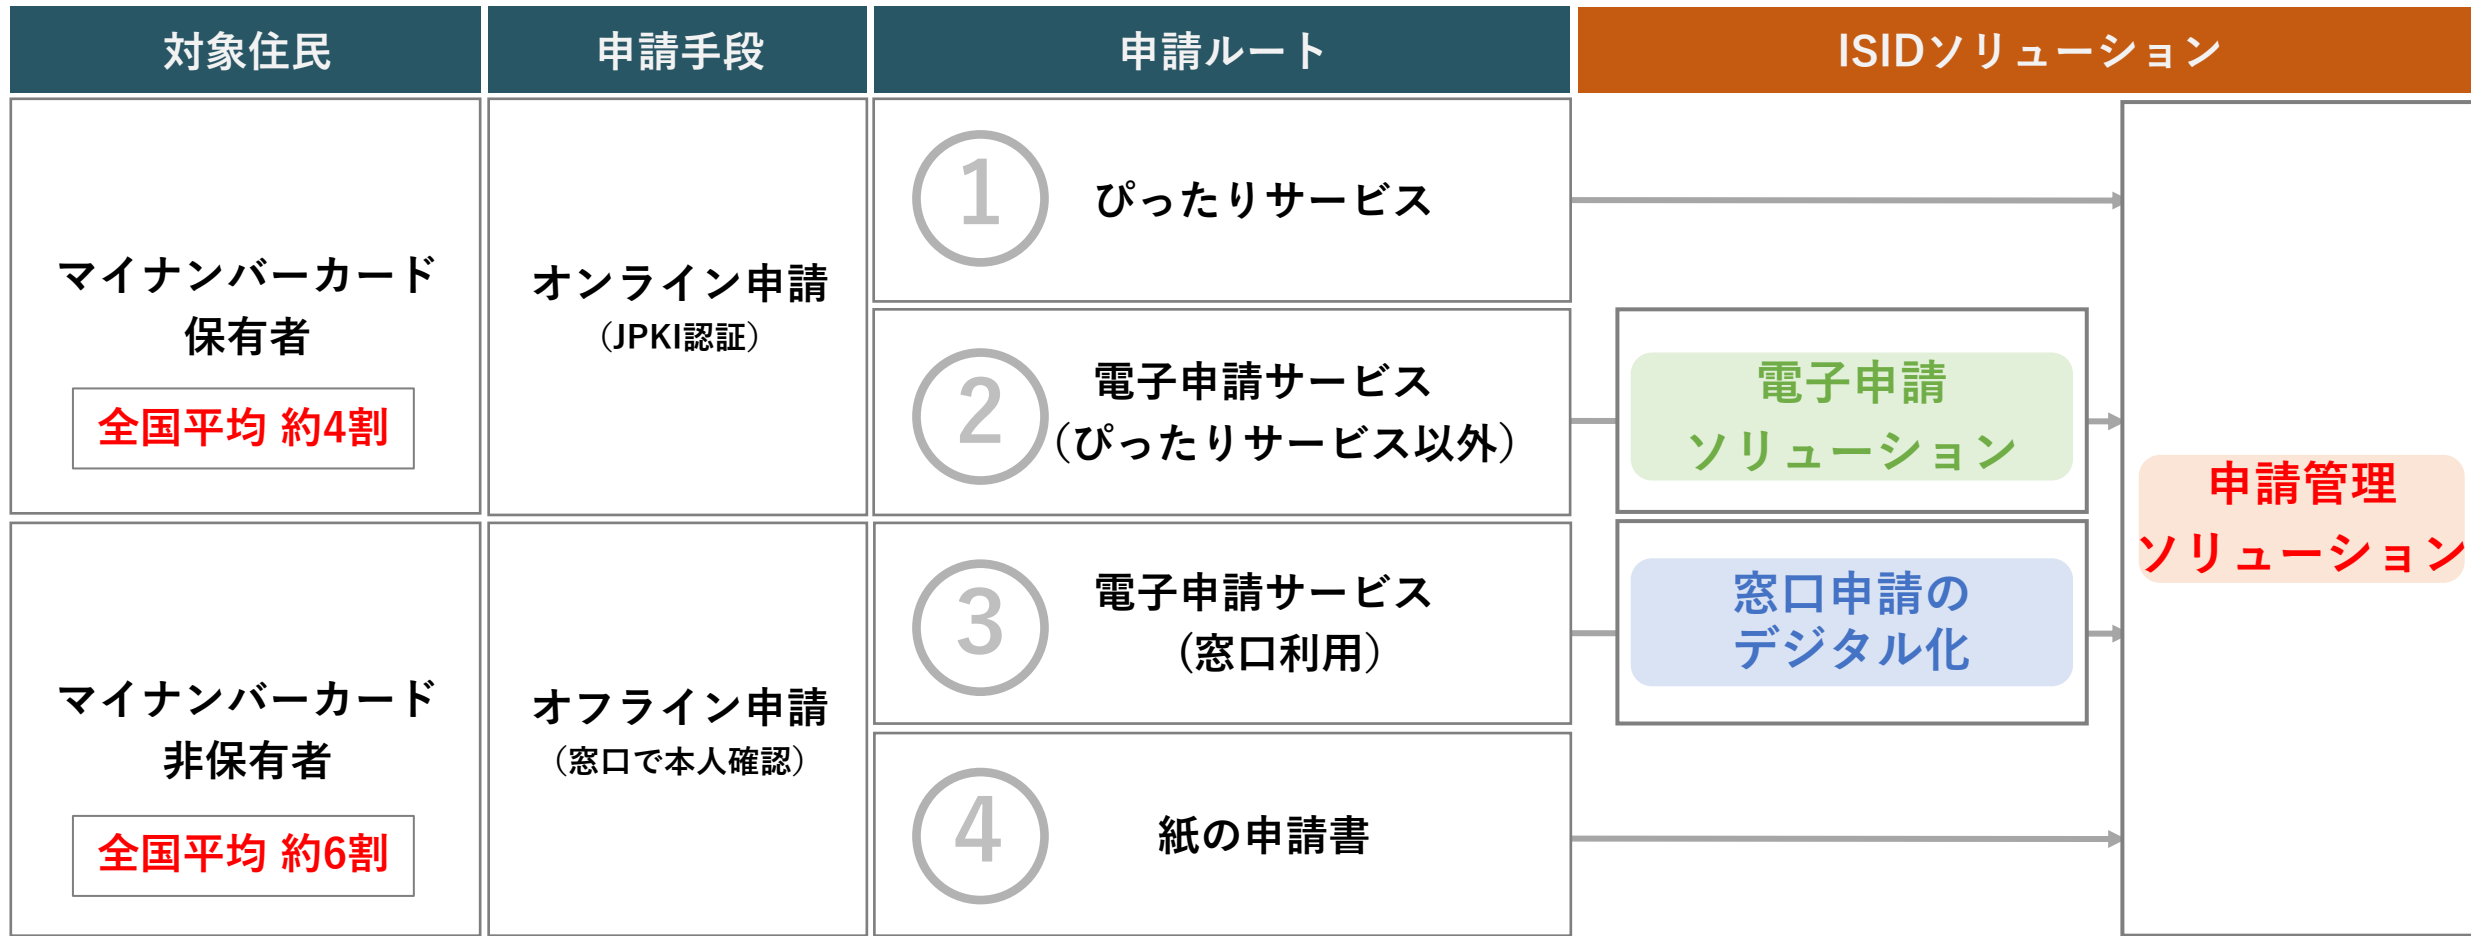 対象住民
申請手段
申請ルート
ISIDソリューション
マイナンバーカード
保有者
全国平均 約4割
オンライン申請
（JPKI認証）
1
ぴったりサービス
2
電子申請サービス
（ぴったりサービス以外）
電子申請
ソリューション
マイナンバーカード
非保有者
全国平均 約6割
オフライン申請
（窓口で本人確認）
3
電子申請サービス
（窓口利用）
窓口申請の
デジタル化
4
紙の申請書
申請管理
ソリューション